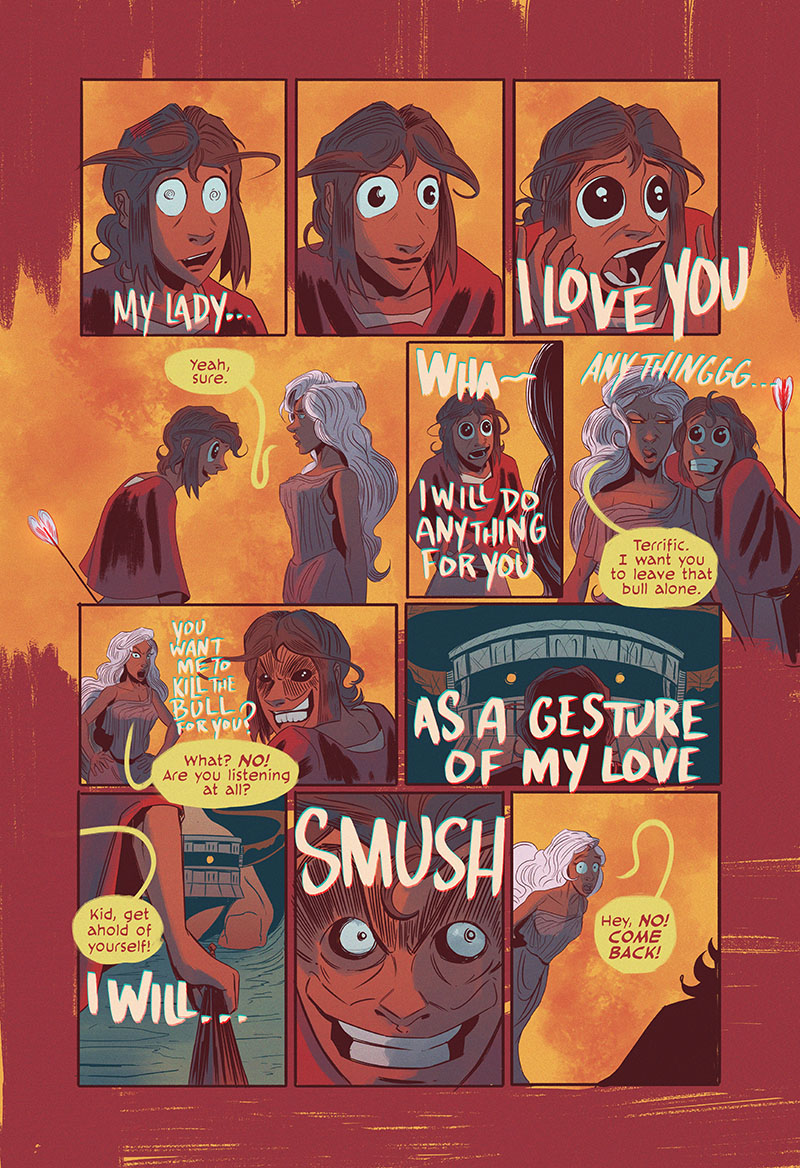 MY LADY...
I LOVE YOU
Yeah,
sure.
WHA~
I WILL DO
ANYTHING
FOR YOU
ANYTHINGGG...
Terrific.
I want you
to leave that
bull alone.
YOU
WANT
ME TO
KILL THE
BULL
FOR YOU?
What? NO!
Are you listening
at all?
AS A GESTURE
OF MY LOVE
Kid, get
ahold of
yourself!
I WILL...
SMUSH
Hey, NO!
COME
BACK!